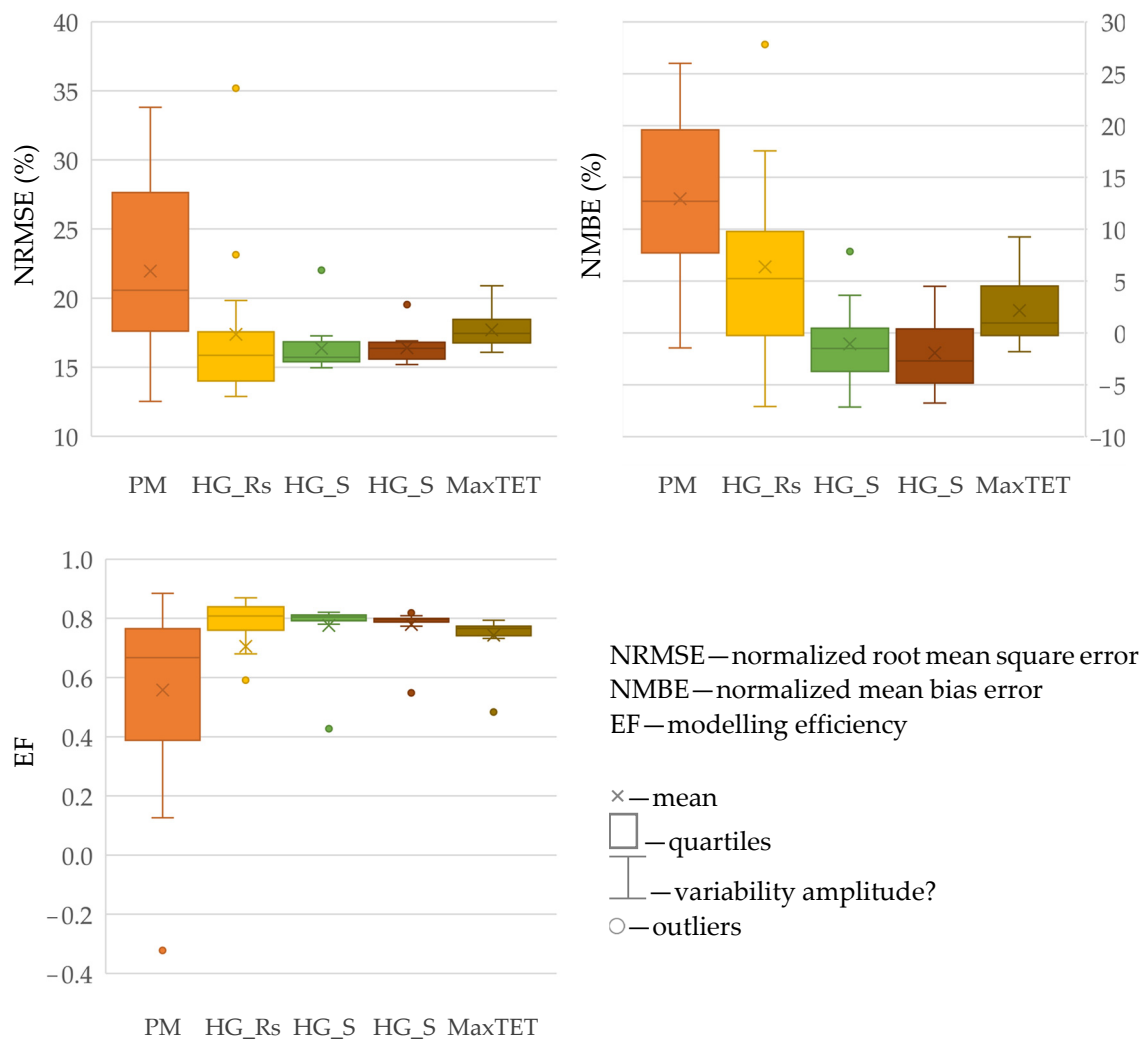 40
35
30
25
20
15
10
NRMSE (%)
PM HG_Rs HG_S HG_S MaxTET
30
25
20
15
10
5
0
−5
−10
NMBE (%)
PM HG_Rs HG_S HG_S MaxTET
1.0
0.8
0.6
0.4
0.2
0.0
−0.2
−0.4
EF
PM HG_Rs HG_S HG_S MaxTET
NRMSE—normalized root mean square error
NMBE—normalized mean bias error
EF—modelling efficiency
×—mean
—quartiles
—variability amplitude?
—outliers